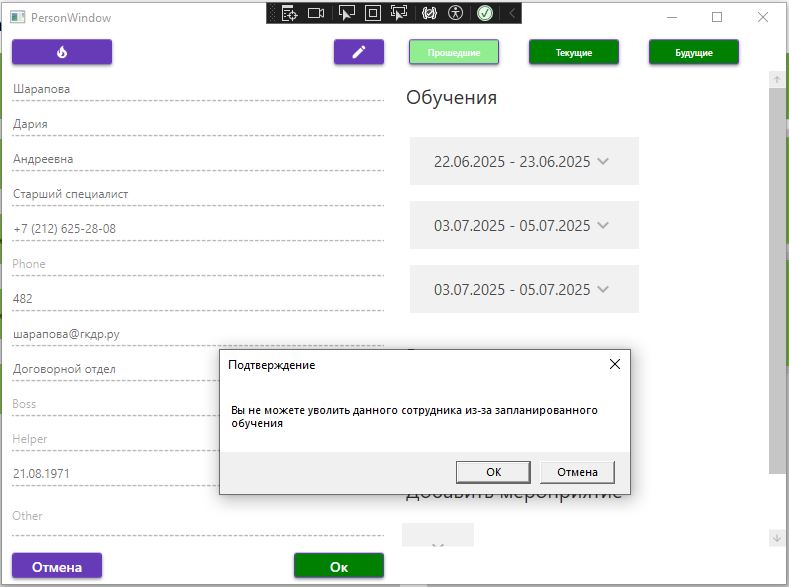 PersonWindow
Прошедшие
Текущие
Будущие
Шарапова
Дария
Андреевна
Старший специалист
+7 (212) 625-28-08
Phone
482
шарапова@гкдр.ру
Договорной отдел
Boss
Helper
21.08.1971
Other
Отмена
Ок
Обучения
22.06.2025 - 23.06.2025
03.07.2025 - 05.07.2025
03.07.2025 - 05.07.2025
Подтверждение
Вы не можете уволить данного сотрудника из-за запланированного
обучения
ОК
Отмена
Добавить мероприятие